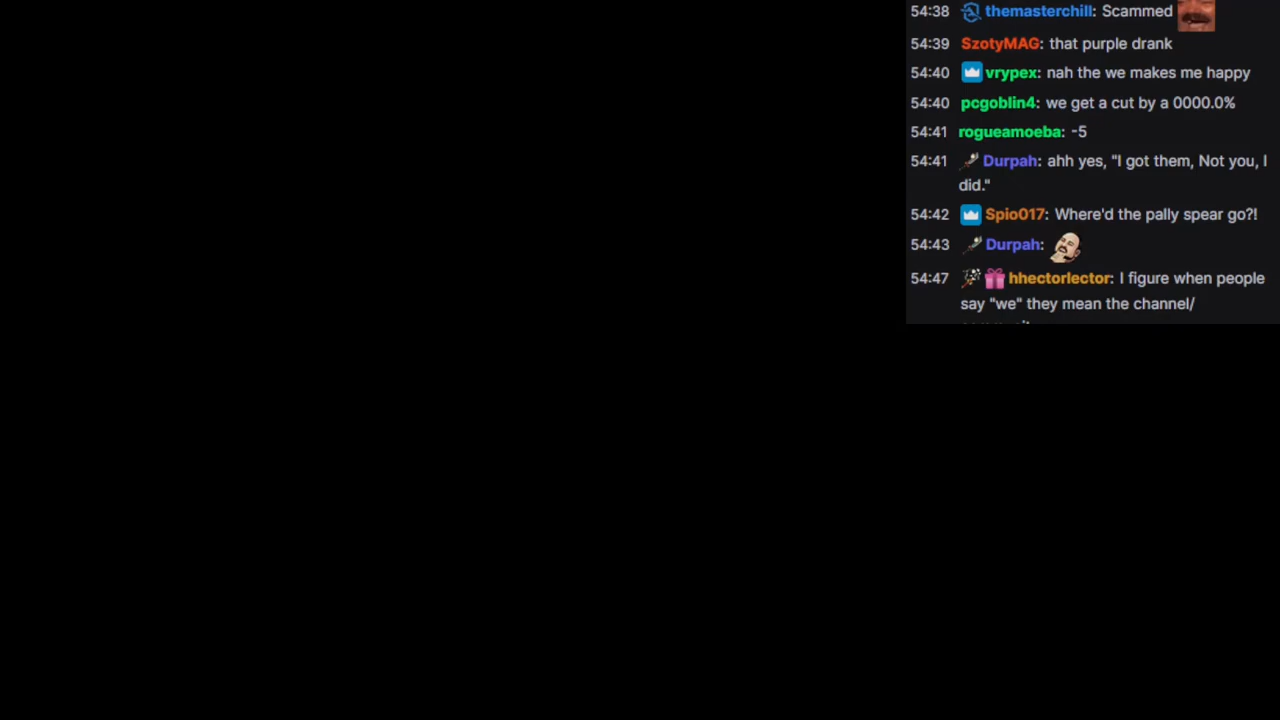 54:38 themasterchill: Scammed
54:39 SzotyMAG: that purple drank
54:40 vrypex: nah the we makes me happy
54:40 pcgoblin4: we get a cut by a 0000.0%
54:41 rogueamoeba: -5
54:41 Durpah: ahh yes, "I got them, Not you, I
did."
54:42 Spio017: Where'd the pally spear go?!
54:43 Durpah:
54:47 hhectorlector: I figure when people
say "we" they mean the channel/